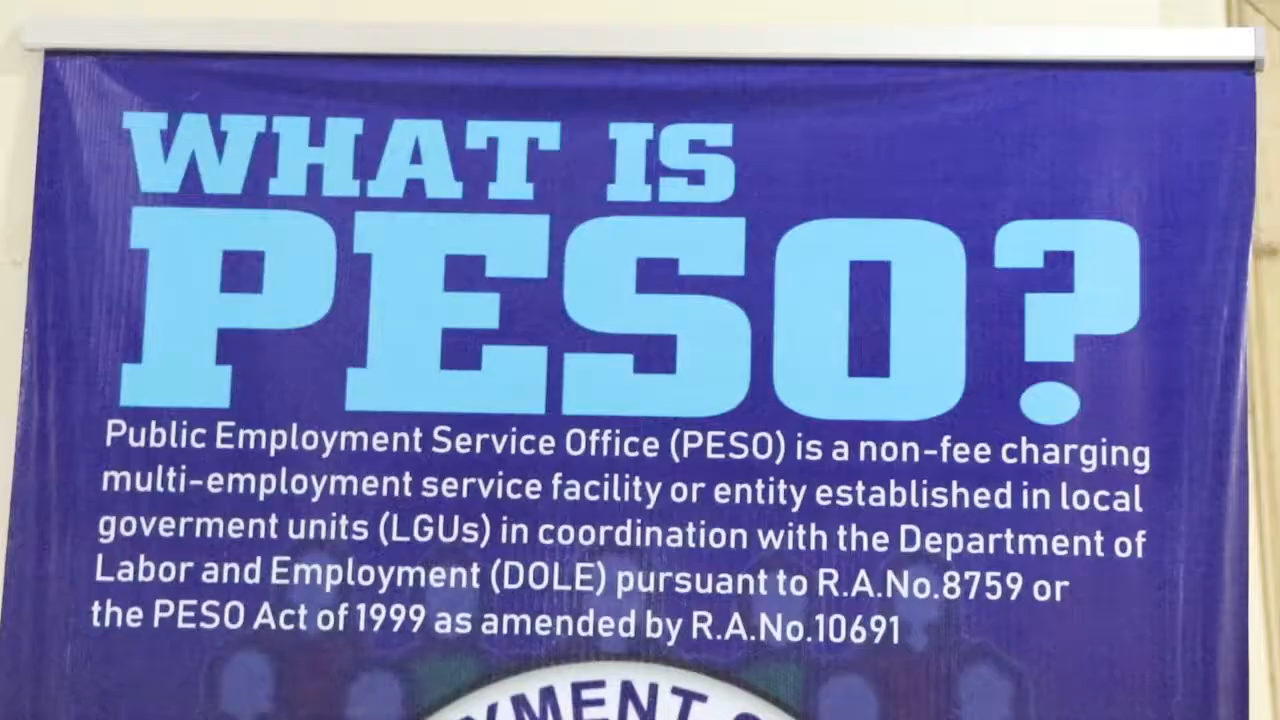 WHAT IS
PESO?
Public Employment Service Office (PESO) is a non-fee charging
multi-employment service facility or entity established in local
goverment units (LGUs) in coordination with the Department of
Labor and Employment (DOLE) pursuant to R.A.No.8759 or
the PESO Act of 1999 as amended by R.A.No.10691